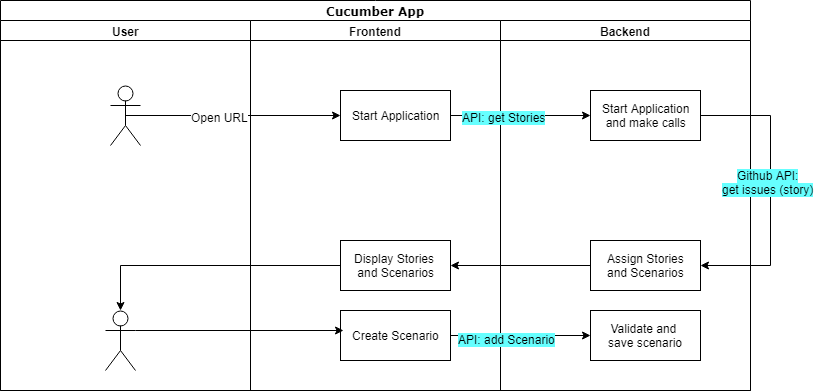 Cucumber App
User
Frontend
Backend
Open URL
Start Application
API: get Stories
Start Application
and make calls
Github API:
get issues (story)
Display Stories
and Scenarios
Assign Stories
and Scenarios
Create Scenario
API: add Scenario
Validate and
save scenario